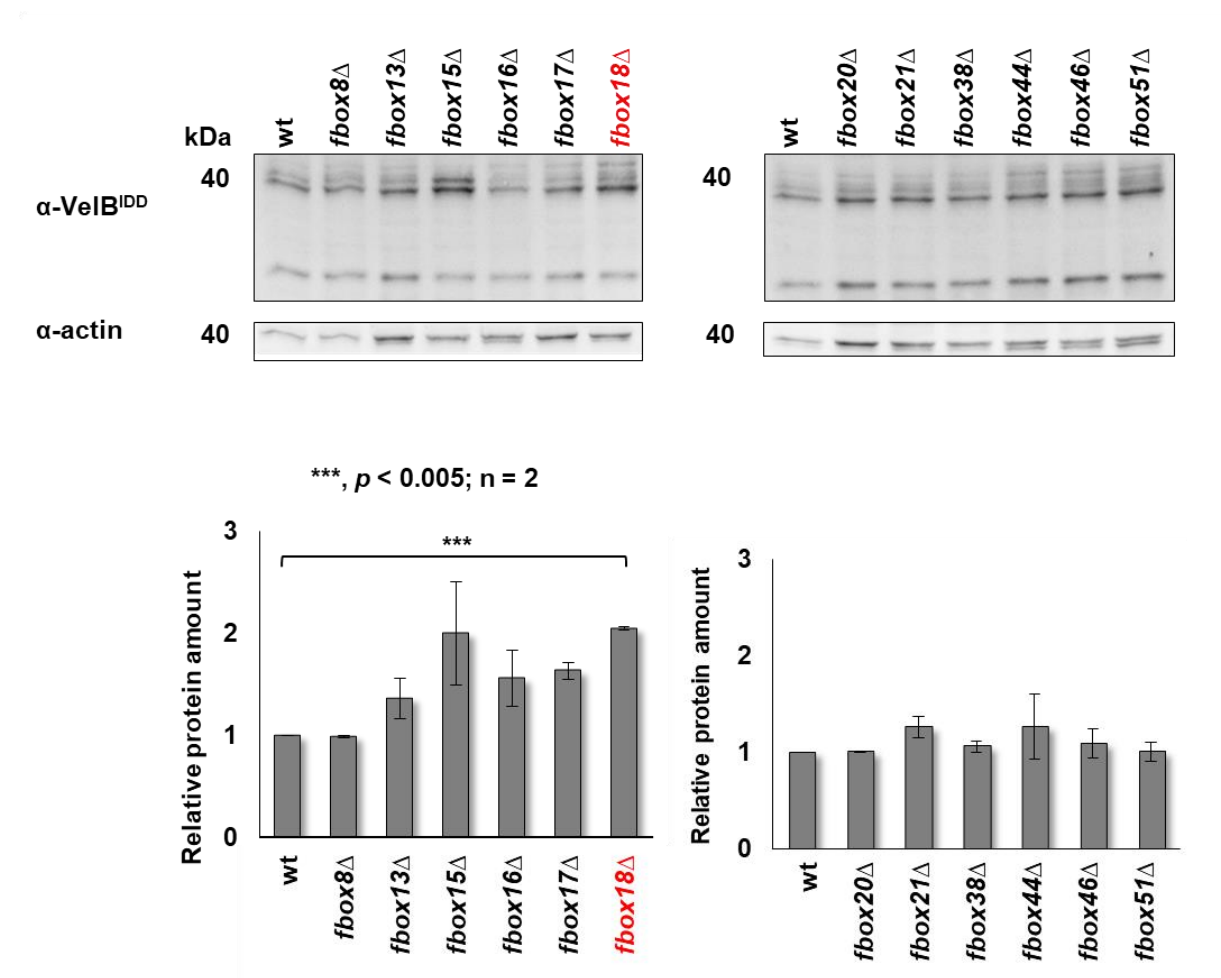 wt fbox8Δ fbox13Δ fbox15Δ fbox16Δ fbox17Δ fbox18Δ
kDa
40
α-VelBᴵᴰᴰ
α-actin
40
wt fbox20Δ fbox21Δ fbox38Δ fbox44Δ fbox46Δ fbox51Δ
40
40
***, p < 0.005; n = 2
Relative protein amount
3
2
1
0
***
wt fbox8Δ fbox13Δ fbox15Δ fbox16Δ fbox17Δ fbox18Δ
Relative protein amount
3
2
1
0
wt fbox20Δ fbox21Δ fbox38Δ fbox44Δ fbox46Δ fbox51Δ